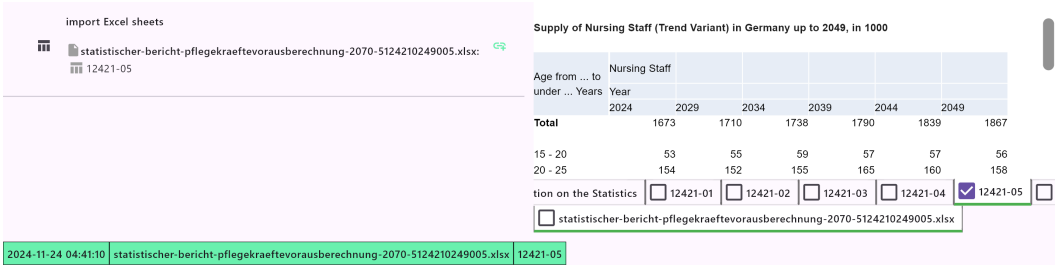 import Excel sheets
statistischer-bericht-pflegekraeftevorausberechnung-2070-5124210249005.xlsx:
12421-05
Supply of Nursing Staff (Trend Variant) in Germany up to 2049, in 1000
Age from ... to under ... Years
Nursing Staff
Year
2024 2029 2034 2039 2044 2049
Total 1673 1710 1738 1790 1839 1867
15 - 20 53 55 59 57 57 56
20 - 25 154 152 155 165 160 158
tion on the Statistics 12421-01 12421-02 12421-03 12421-04 12421-05
statistischer-bericht-pflegekraeftevorausberechnung-2070-5124210249005.xlsx
2024-11-24 04:41:10 statistischer-bericht-pflegekraeftevorausberechnung-2070-5124210249005.xlsx 12421-05